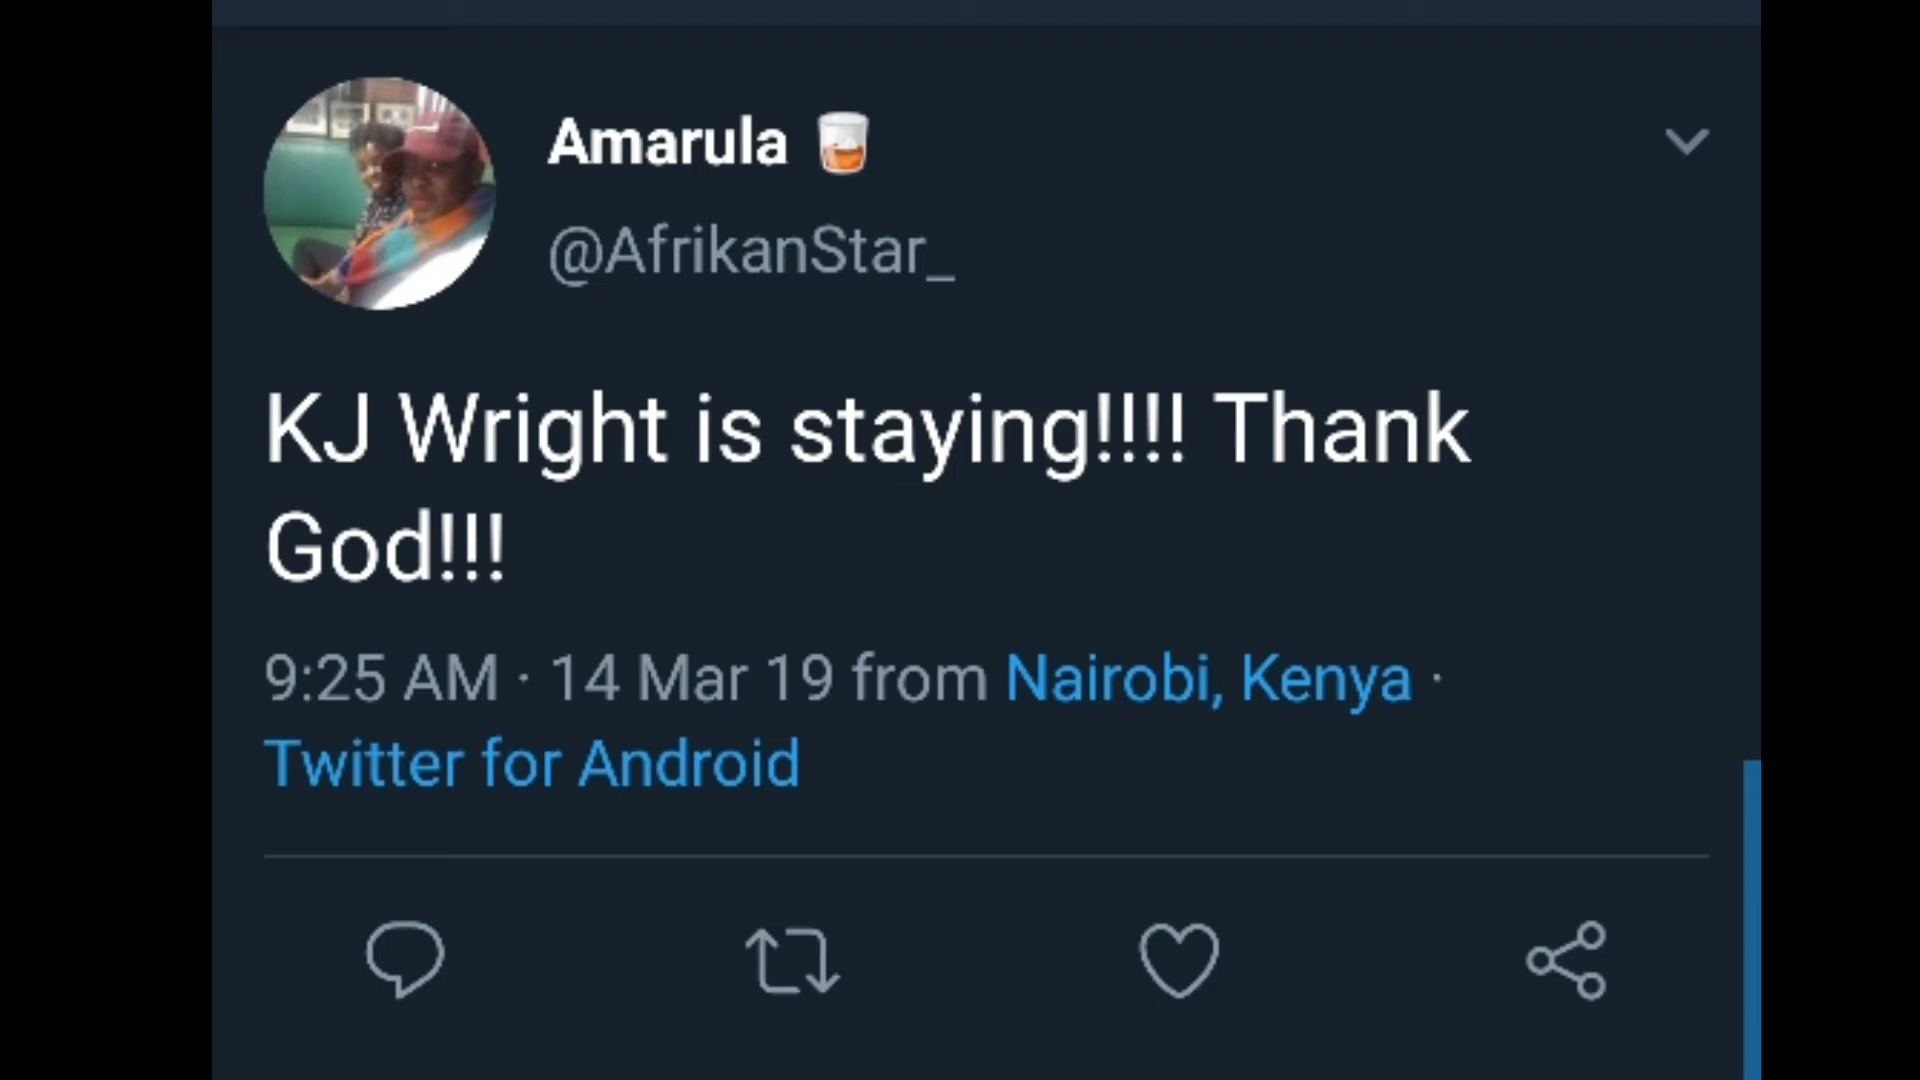 Amarula 🥃
@AfrikanStar_
KJ Wright is staying!!!! Thank
God!!!
9:25 AM · 14 Mar 19 from Nairobi, Kenya ·
Twitter for Android